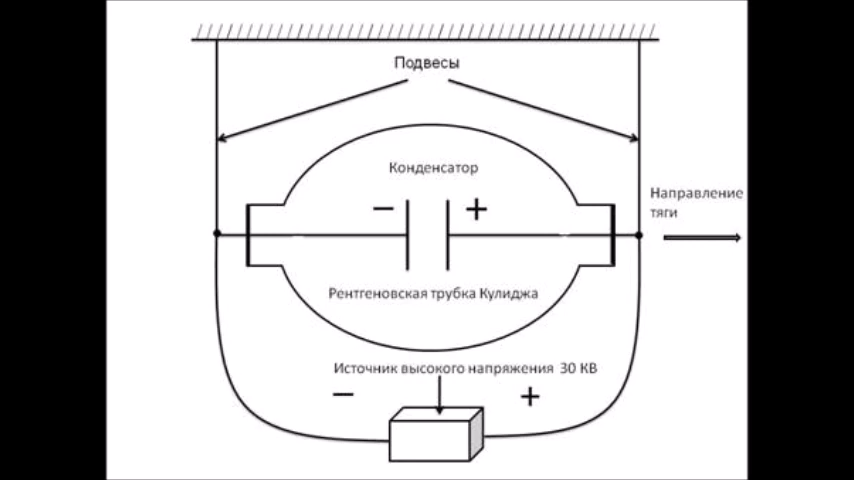 Подвесы
Конденсатор
− +
Направление
тяги
Рентгеновская трубка Кулиджа
Источник высокого напряжения 30 КВ
− +